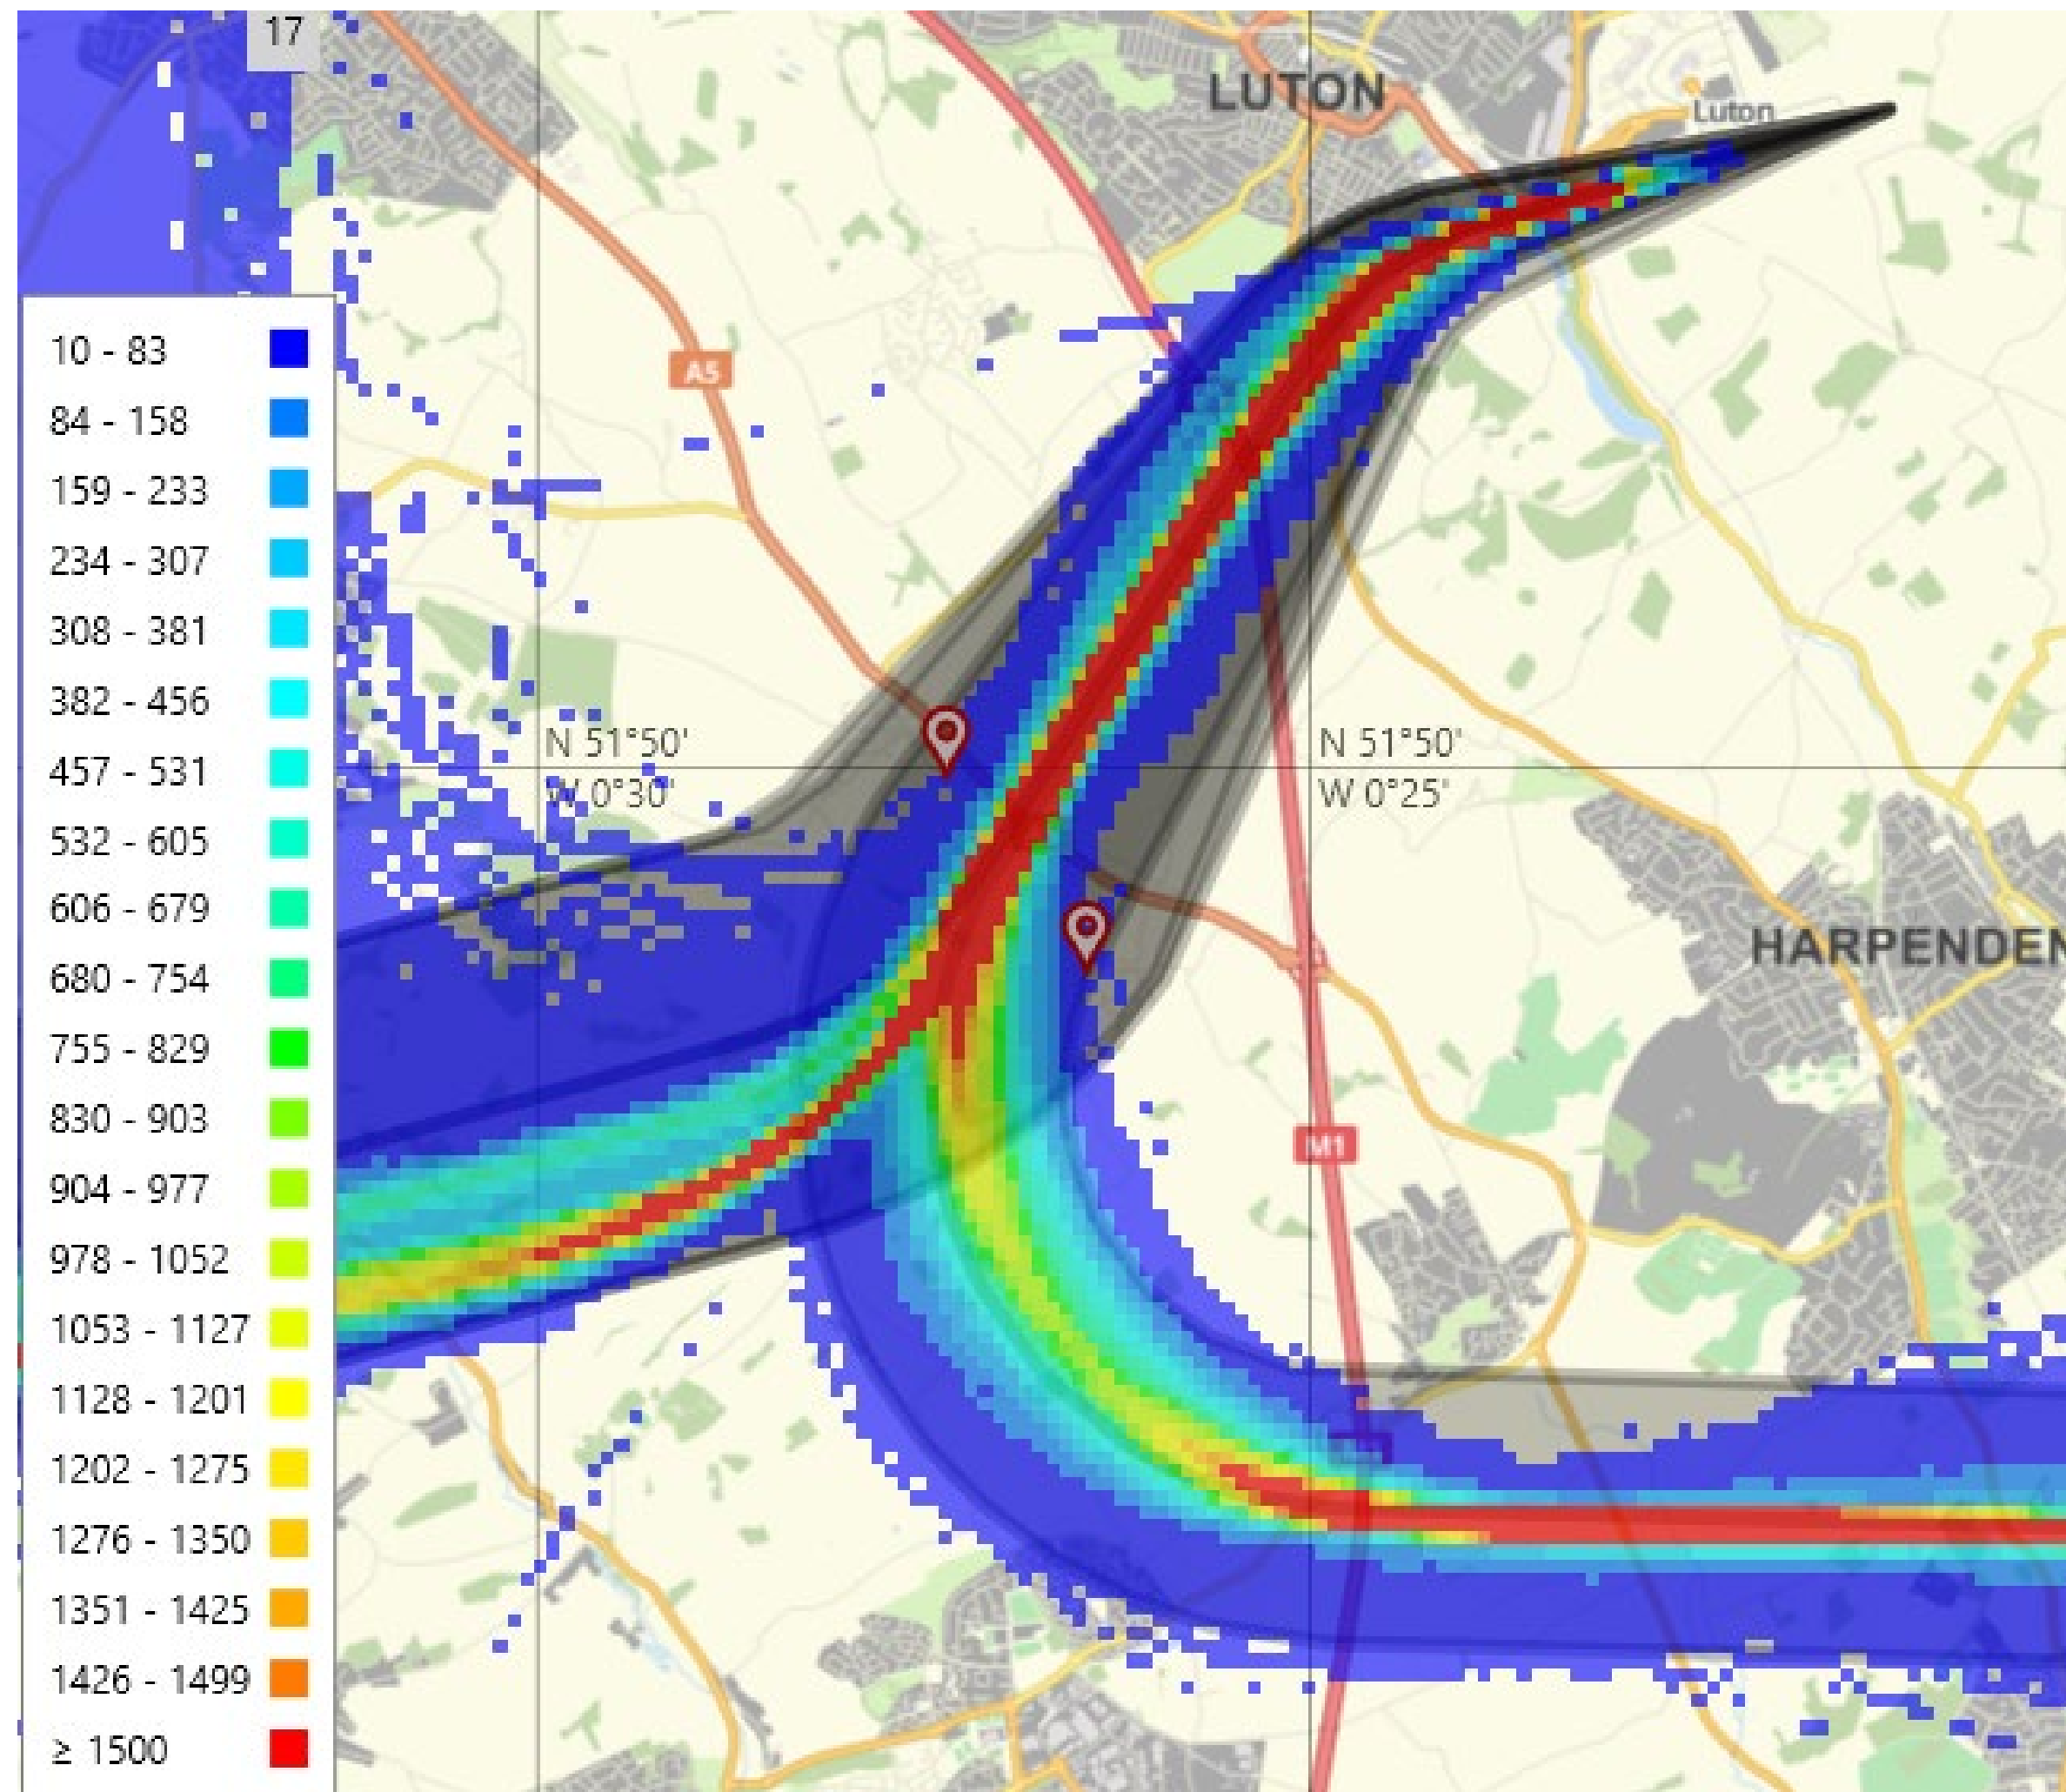 17
LUTON
Luton
A5
N 51°50'
W 0°30'
N 51°50'
W 0°25'
HARPENDEN
M1
10 - 83
84 - 158
159 - 233
234 - 307
308 - 381
382 - 456
457 - 531
532 - 605
606 - 679
680 - 754
755 - 829
830 - 903
904 - 977
978 - 1052
1053 - 1127
1128 - 1201
1202 - 1275
1276 - 1350
1351 - 1425
1426 - 1499
≥ 1500